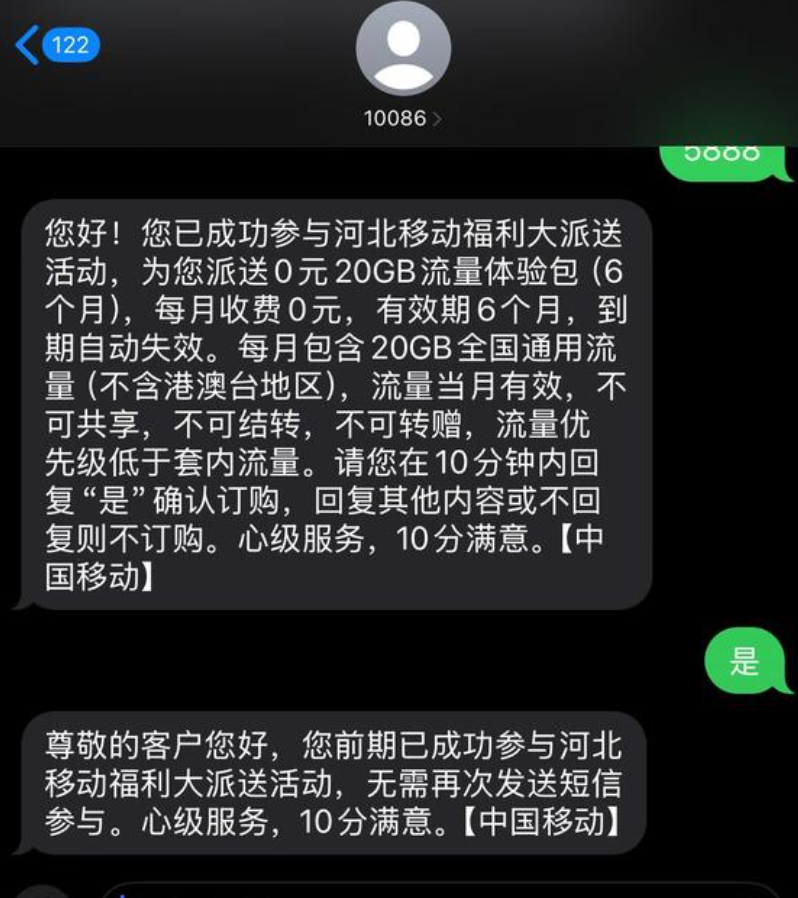 122
10086
5888
您好！您已成功参与河北移动福利大派送
活动，为您派送0元20GB流量体验包（6
个月），每月收费0元，有效期6个月，到
期自动失效。每月包含20GB全国通用流
量（不含港澳台地区），流量当月有效，不
可共享，不可结转，不可转赠，流量优
先级低于套内流量。请您在10分钟内回
复“是”确认订购，回复其他内容或不回
复则不订购。心级服务，10分满意。【中
国移动】
是
尊敬的客户您好，您前期已成功参与河北
移动福利大派送活动，无需再次发送短信
参与。心级服务，10分满意。【中国移动】